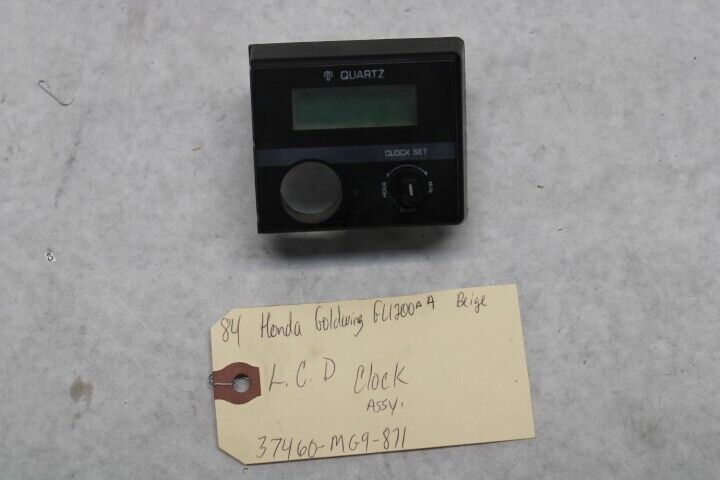 QUARTZ
CLOCK SET
HOUR
MIN
PUSH
84 Honda Goldwing GL1200A A Beige
L.C.D Clock
ASSY.
37460-MG9-871